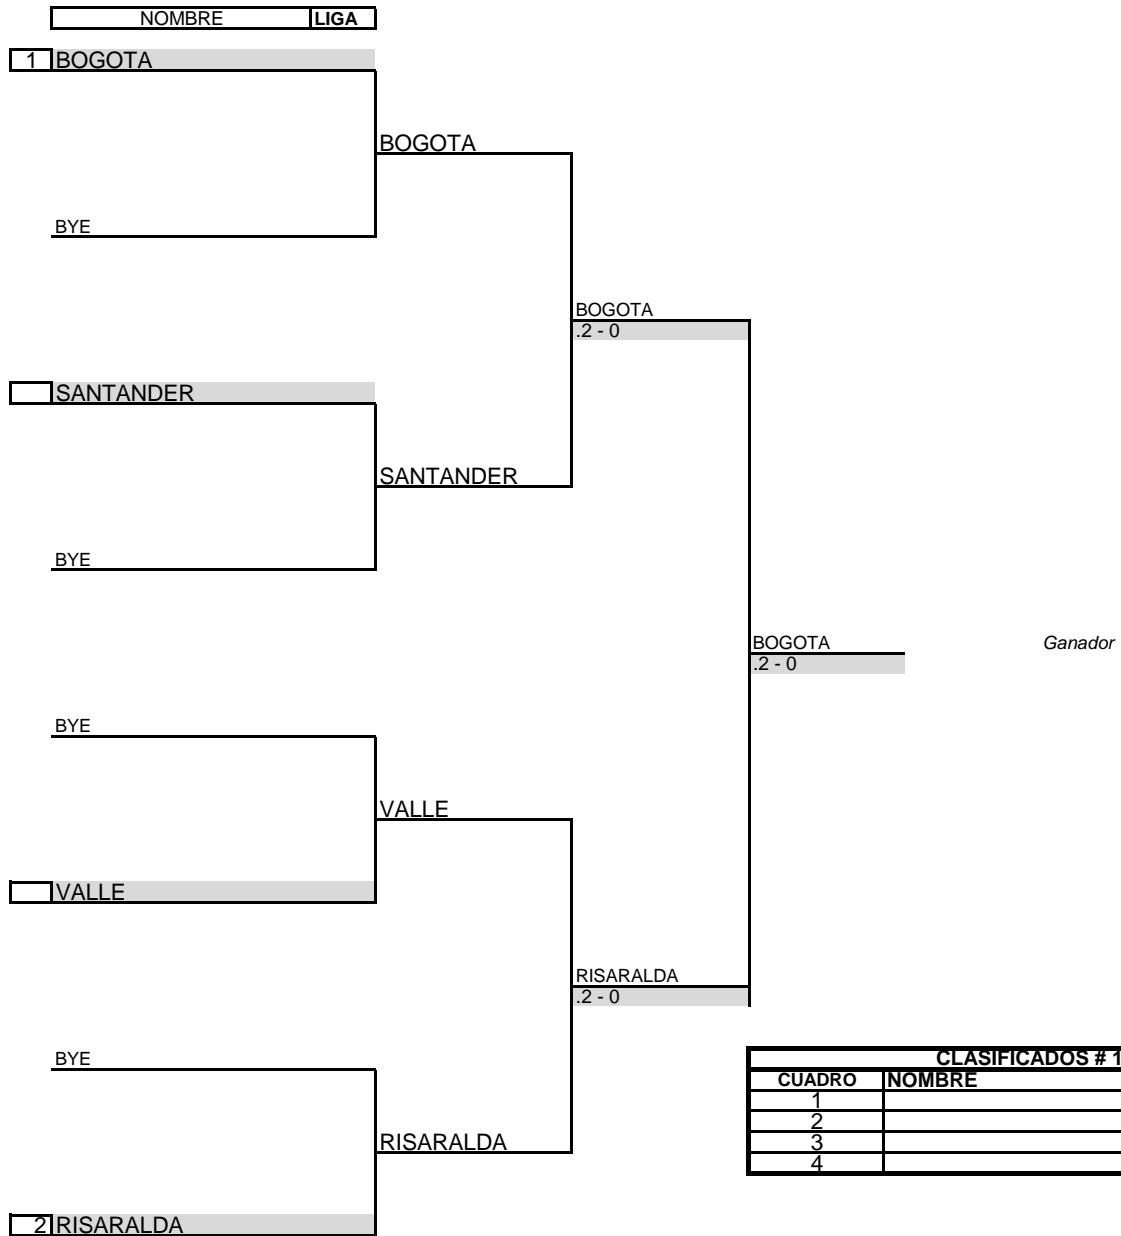 NOMBRE LIGA
1 BOGOTA
BOGOTA
BYE
BOGOTA
.2 - 0
SANTANDER
SANTANDER
BYE
BOGOTA Ganador
.2 - 0
BYE
VALLE
VALLE
RISARALDA
.2 - 0
BYE
CLASIFICADOS # 1
CUADRO NOMBRE
1
2
3
4
RISARALDA
2 RISARALDA